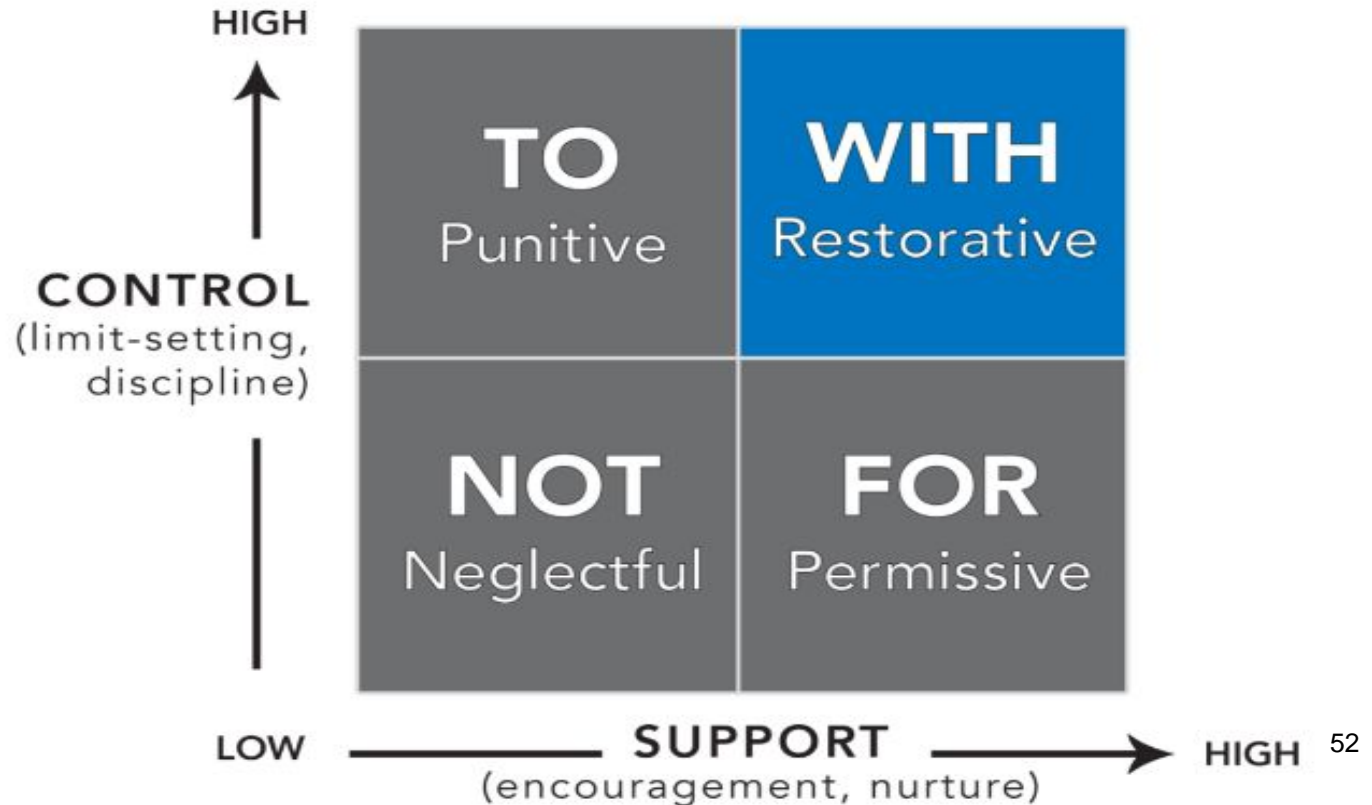 HIGH
TO
Punitive
WITH
Restorative
CONTROL
(limit-setting,
discipline)
NOT
Neglectful
FOR
Permissive
LOW
SUPPORT
(encouragement, nurture)
HIGH
52